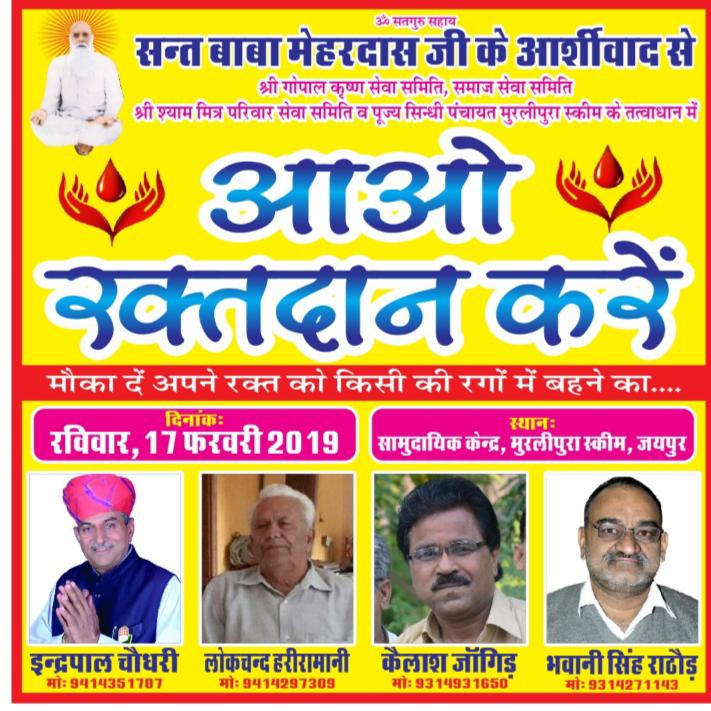 ॐ सतगुरु सहाय
सन्त बाबा मेहरदास जी के आर्शीवाद से
श्री गोपाल कृष्ण सेवा समिति, समाज सेवा समिति
श्री श्याम मित्र परिवार सेवा समिति व पूज्य सिन्धी पंचायत मुरलीपुरा स्कीम के तत्वाधान में
आओ
रक्तदान करें
मौका दें अपने रक्त को किसी की रगों में बहने का....
दिनांकः
रविवार, 17 फरवरी 2019
स्थानः
सामुदायिक केन्द्र, मुरलीपुरा स्कीम, जयपुर
इन्द्रपाल चौधरी
मोः 9414351707
लोकचन्द हरीरामानी
मोः 9414297309
कैलाश जॉगिड़
मोः 9314931650
भवानी सिंह राठौड़
मोः 9314271143